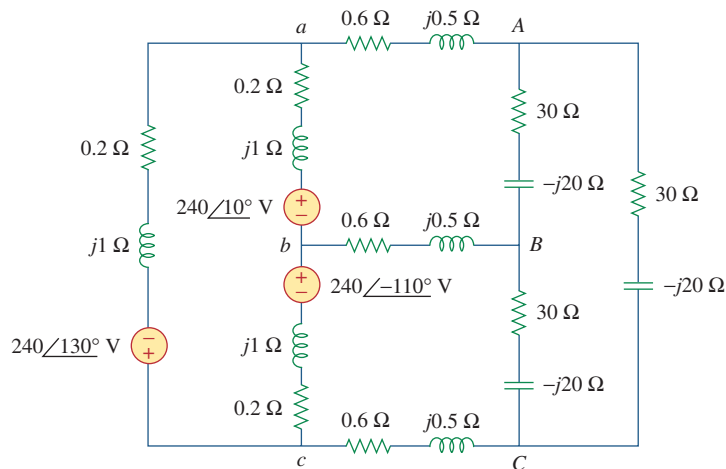 0.6 Ω
j0.5 Ω
a
A
0.2 Ω
30 Ω
0.2 Ω
j1 Ω
−j20 Ω
30 Ω
240∠10° V
+
−
0.6 Ω
j0.5 Ω
j1 Ω
b
B
+
−
240∠−110° V
−j20 Ω
30 Ω
240∠130° V
−
+
j1 Ω
−j20 Ω
0.2 Ω
0.6 Ω
j0.5 Ω
c
C